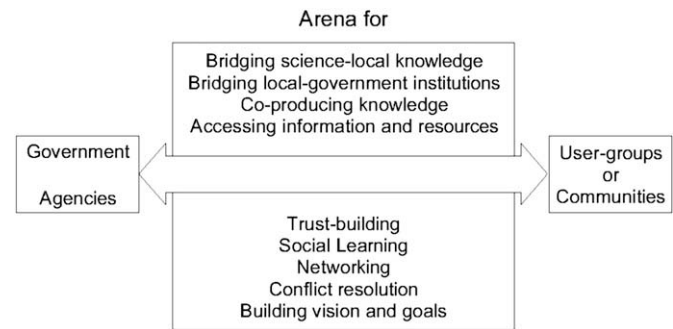 Arena for
Bridging science-local knowledge
Bridging local-government institutions
Co-producing knowledge
Accessing information and resources
Government
Agencies
User-groups
or
Communities
Trust-building
Social Learning
Networking
Conflict resolution
Building vision and goals